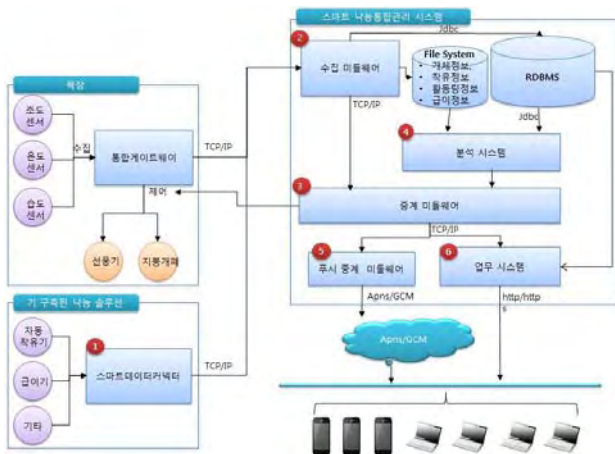 스마트 낙농통합관리 시스템
Jdbc
2
수집 미들웨어
File System
• 개체정보
• 착유정보
• 활동량정보
• 급이정보
RDBMS
TCP/IP
Jdbc
4
분석 시스템
3
중계 미들웨어
TCP/IP
5
푸시 중계 미들웨어
6
업무 시스템
Apns/GCM
http/http
s
Apns/GCM
목장
조도
센서
온도
센서
습도
센서
수집
통합게이트웨이
TCP/IP
제어
선풍기
지붕개폐
기 구축된 낙농 솔루션
자동
착유기
급이기
기타
1
스마트데이터커넥터
TCP/IP